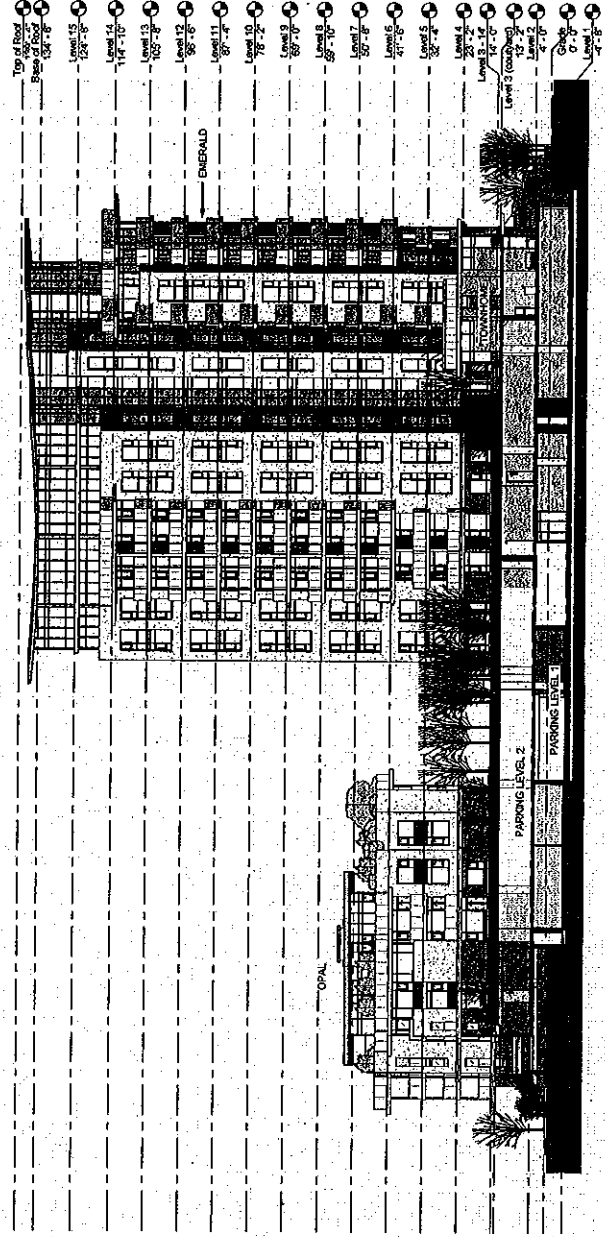 Top of Roof
Base of Roof
134' - 8"
Level 15
124' - 8"
Level 14
114' - 10"
Level 13
105' - 8"
Level 12
96' - 6"
Level 11
87' - 4"
Level 10
78' - 2"
Level 9
69' - 0"
Level 8
59' - 10"
Level 7
50' - 8"
Level 6
41' - 6"
Level 5
32' - 4"
Level 4
23' - 2"
Level 3 - 14'
14' - 0"
Level 3 (courtyard)
13' - 2"
Level 2
4' - 0"
Grade
0' - 0"
Level 1
-4' - 8"
EMERALD
TOWNHOME
OPAL
PARKING LEVEL 2
PARKING LEVEL 1